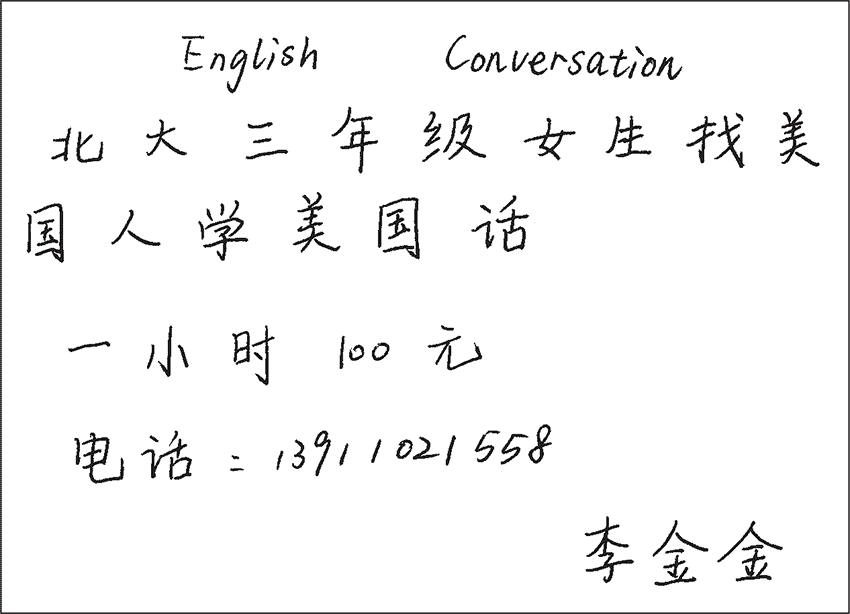 English Conversation
北大三年级女生找美
国人学美国话
一小时 100 元
电话：13911021558
李金金